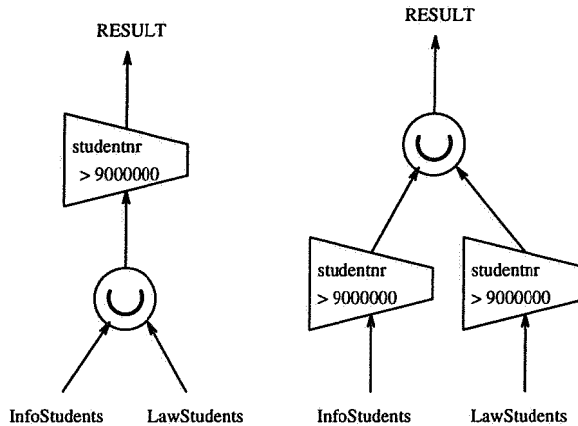 RESULT
studentnr
> 9000000
InfoStudents
LawStudents
RESULT
studentnr
> 9000000
studentnr
> 9000000
InfoStudents
LawStudents